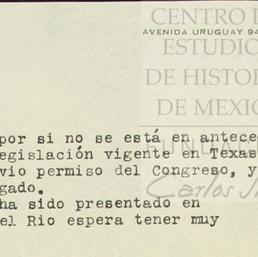 CENTRO D
AVENIDA URUGUAY 94
ESTUDIO
DE HISTOR
DE MEXIC
por si no se está en antece
egislación vigente en Texas
vio permiso del Congreso, y
FUNDACI
gado.
Carlos S
ha sido presentado en
el Rio espera tener muy